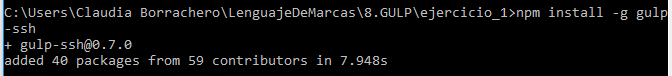 C:\Users\Claudia Borrachero\LenguajeDeMarcas\8.GULP\ejercicio_1>npm install -g gulp
-ssh
+ gulp-ssh@0.7.0
added 40 packages from 59 contributors in 7.948s